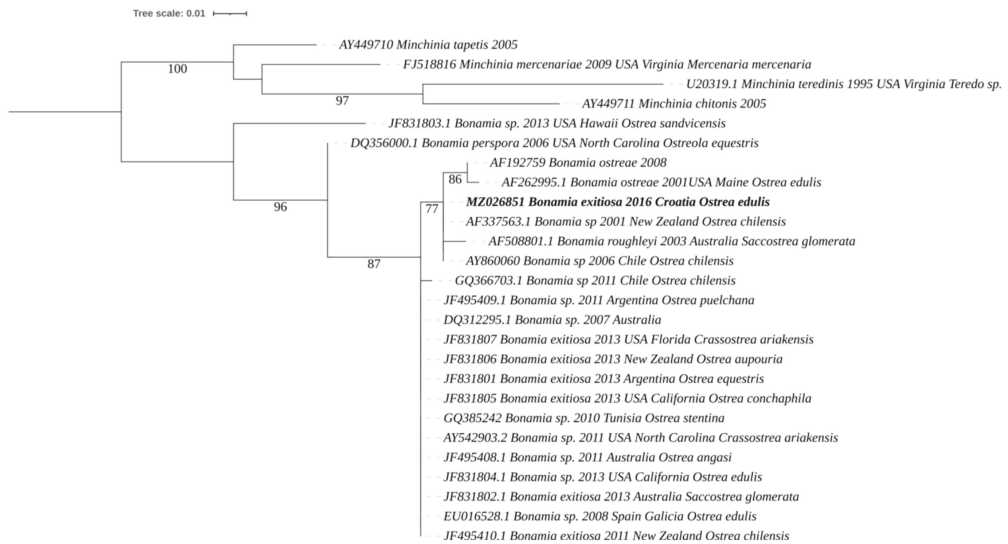 Tree scale: 0.01
AY449710 Minchinia tapetis 2005
100
FJ518816 Minchinia mercenariae 2009 USA Virginia Mercenaria mercenaria
U20319.1 Minchinia teredinis 1995 USA Virginia Teredo sp.
97
AY449711 Minchinia chitonis 2005
JF831803.1 Bonamia sp. 2013 USA Hawaii Ostrea sandvicensis
DQ356000.1 Bonamia perspora 2006 USA North Carolina Ostreola equestris
AF192759 Bonamia ostreae 2008
86
AF262995.1 Bonamia ostreae 2001USA Maine Ostrea edulis
MZ026851 Bonamia exitiosa 2016 Croatia Ostrea edulis
96
77
AF337563.1 Bonamia sp 2001 New Zealand Ostrea chilensis
AF508801.1 Bonamia roughleyi 2003 Australia Saccostrea glomerata
AY860060 Bonamia sp 2006 Chile Ostrea chilensis
87
GQ366703.1 Bonamia sp 2011 Chile Ostrea chilensis
JF495409.1 Bonamia sp. 2011 Argentina Ostrea puelchana
DQ312295.1 Bonamia sp. 2007 Australia
JF831807 Bonamia exitiosa 2013 USA Florida Crassostrea ariakensis
JF831806 Bonamia exitiosa 2013 New Zealand Ostrea aupouria
JF831801 Bonamia exitiosa 2013 Argentina Ostrea equestris
JF831805 Bonamia exitiosa 2013 USA California Ostrea conchaphila
GQ385242 Bonamia sp. 2010 Tunisia Ostrea stentina
AY542903.2 Bonamia sp. 2011 USA North Carolina Crassostrea ariakensis
JF495408.1 Bonamia sp. 2011 Australia Ostrea angasi
JF831804.1 Bonamia sp. 2013 USA California Ostrea edulis
JF831802.1 Bonamia exitiosa 2013 Australia Saccostrea glomerata
EU016528.1 Bonamia sp. 2008 Spain Galicia Ostrea edulis
JF495410.1 Bonamia exitiosa 2011 New Zealand Ostrea chilensis